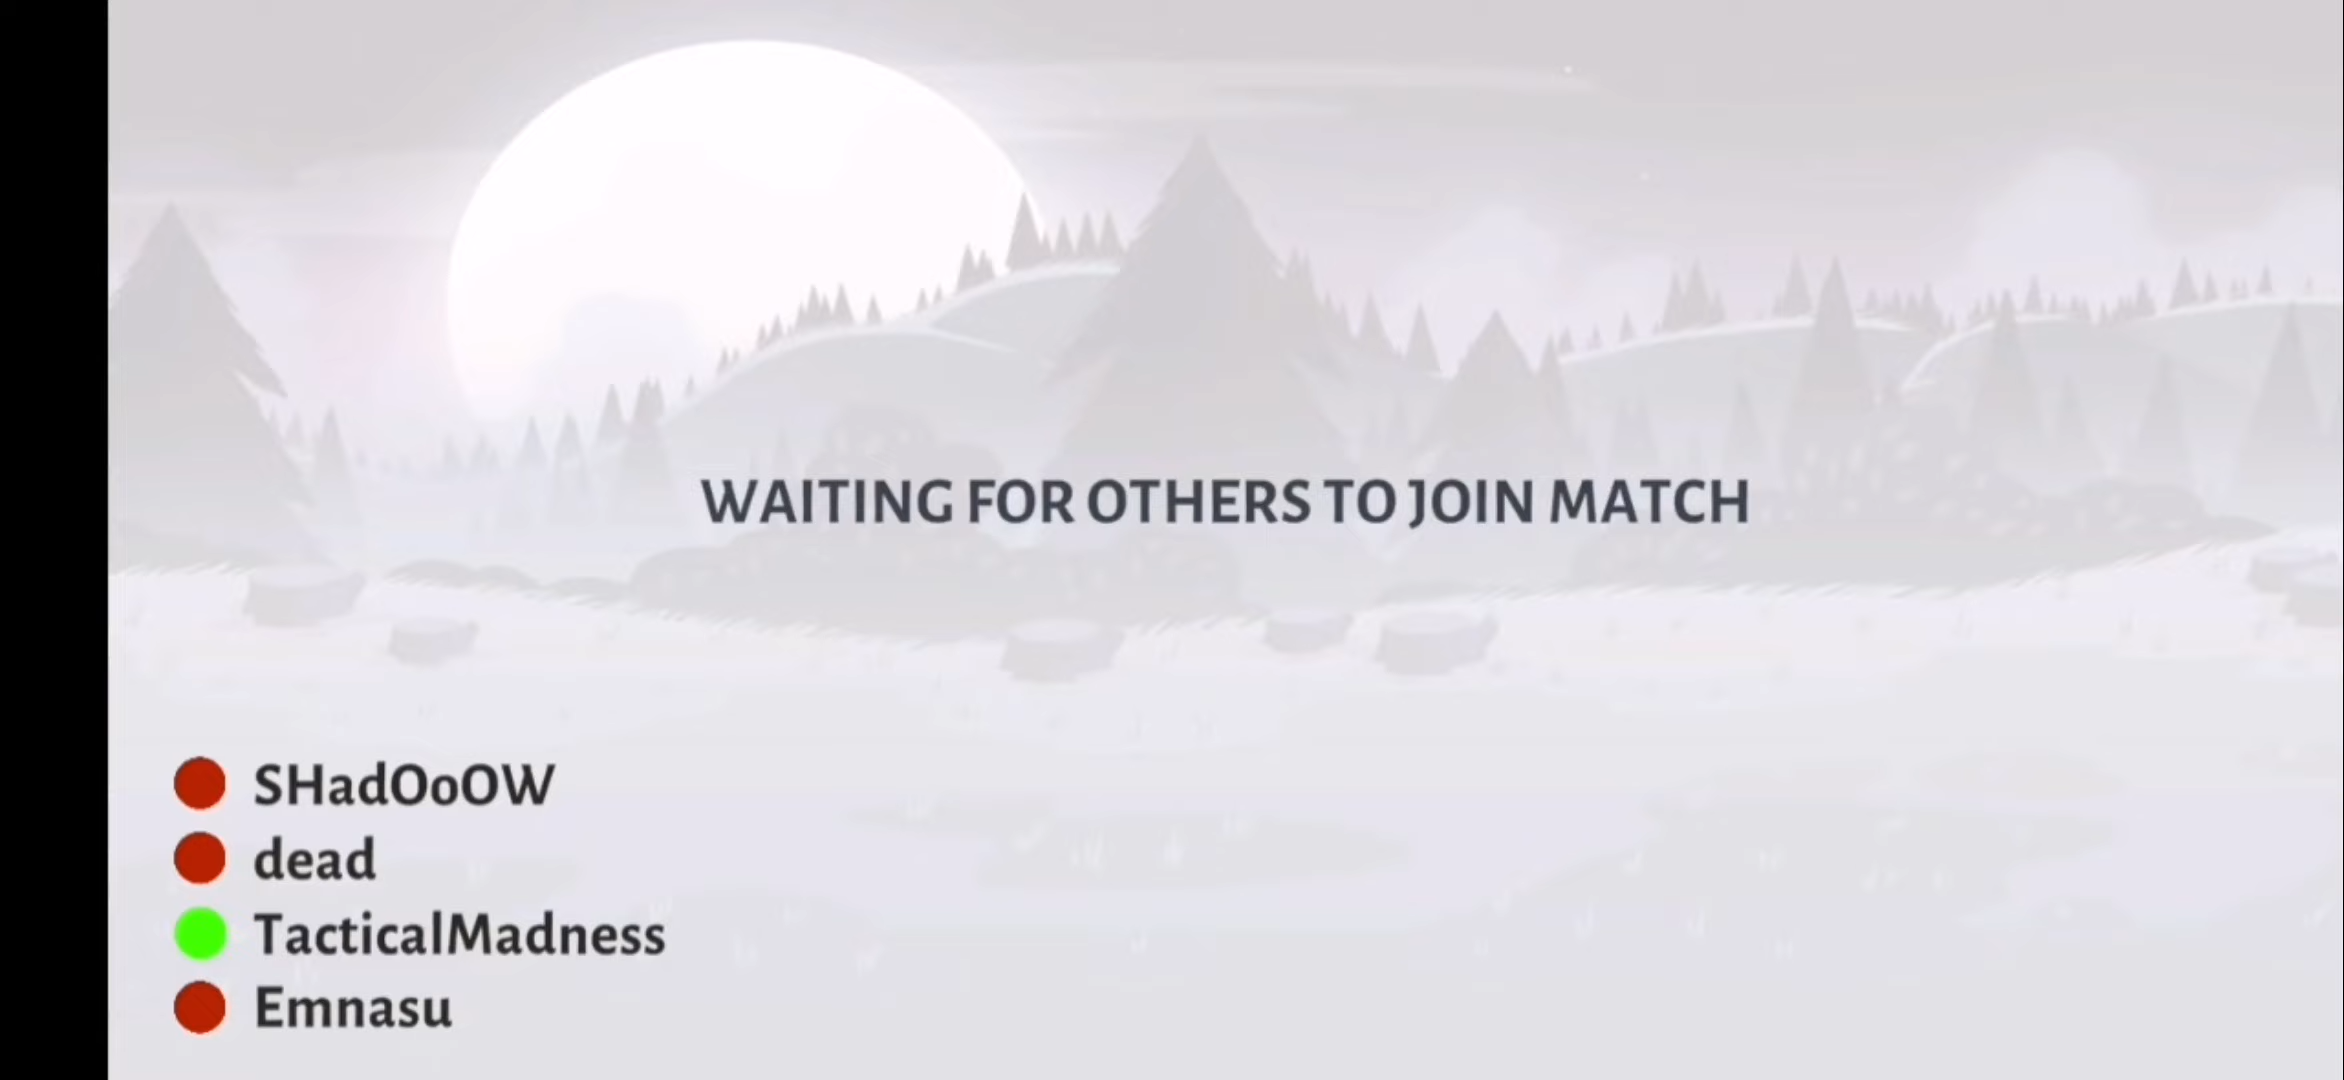 WAITING FOR OTHERS TO JOIN MATCH
SHadOoOW
dead
TacticalMadness
Emnasu